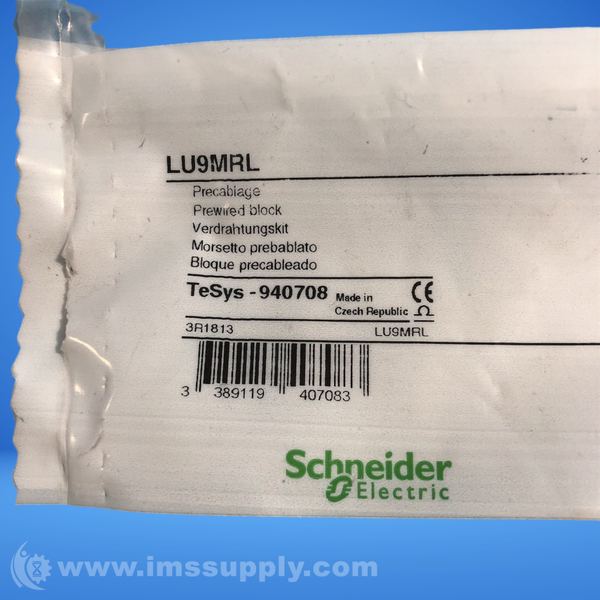 LU9MRL
Precablage
Prewired block
Verdrahtungskit
Morsetto prebablato
Bloque precableado
TeSys - 940708 Made in Czech Republic CE
3R1813 LU9MRL
3 389119 407083
Schneider
Electric
www.imssupply.com